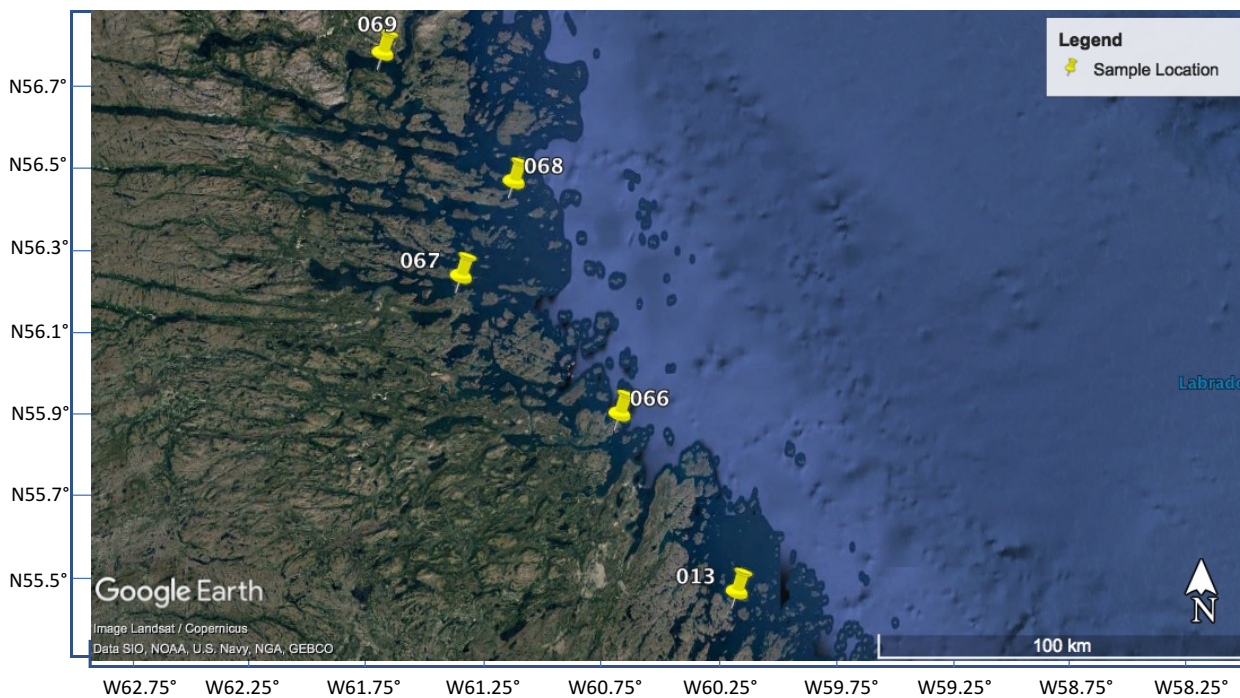 069
Legend
Sample Location
N56.7°
N56.5°
068
N56.3°
067
N56.1°
Labrado
N55.9°
066
N55.7°
N55.5°
013
Google Earth
N
Image Landsat / Copernicus
Data SIO, NOAA, U.S. Navy, NGA, GEBCO
100 km
W62.75° W62.25° W61.75° W61.25° W60.75° W60.25° W59.75° W59.25° W58.75° W58.25°